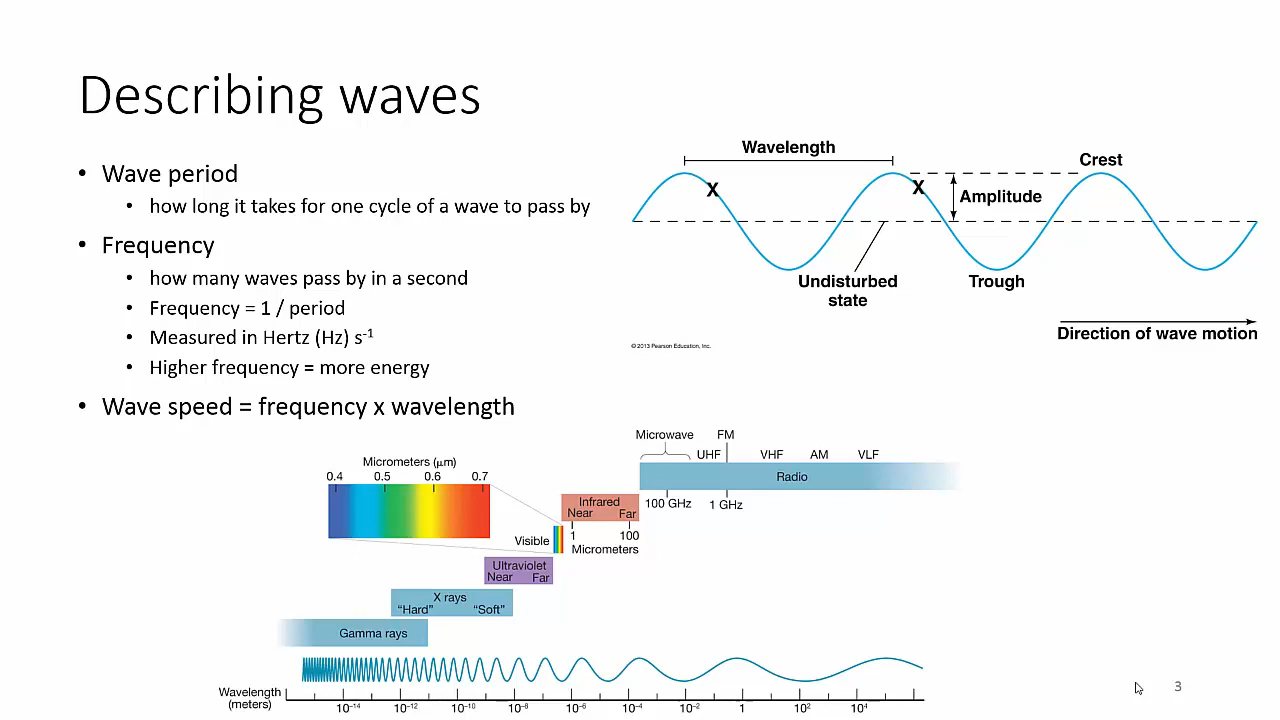 Describing waves
• Wave period
• how long it takes for one cycle of a wave to pass by
• Frequency
• how many waves pass by in a second
• Frequency = 1 / period
• Measured in Hertz (Hz) s⁻¹
• Higher frequency = more energy
• Wave speed = frequency x wavelength
Wavelength
Crest
X
X
Amplitude
Undisturbed
state
Trough
Direction of wave motion
© 2013 Pearson Education, Inc.
Microwave
FM
UHF
VHF
AM
VLF
Radio
100 GHz
1 GHz
Micrometers (μm)
0.4 0.5 0.6 0.7
Infrared
Near Far
1 100
Micrometers
Visible
Ultraviolet
Near Far
X rays
“Hard” “Soft”
Gamma rays
Wavelength
(meters)
10⁻¹⁴ 10⁻¹² 10⁻¹⁰ 10⁻⁸ 10⁻⁶ 10⁻⁴ 10⁻² 1 10² 10⁴
3